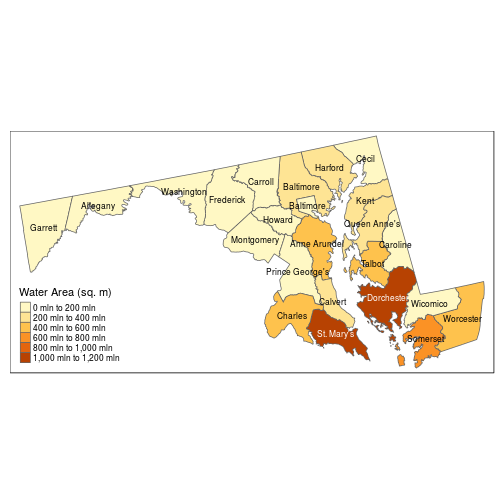 Cecil
Harford
Carroll
Baltimore
Washington
Frederick
Kent
Allegany
Baltimore
Howard
Queen Anne's
Garrett
Montgomery
Anne Arundel
Caroline
Talbot
Prince George's
Dorchester
Calvert
Wicomico
Charles
Worcester
St. Mary's
Somerset
Water Area (sq. m)
0 mln to 200 mln
200 mln to 400 mln
400 mln to 600 mln
600 mln to 800 mln
800 mln to 1,000 mln
1,000 mln to 1,200 mln